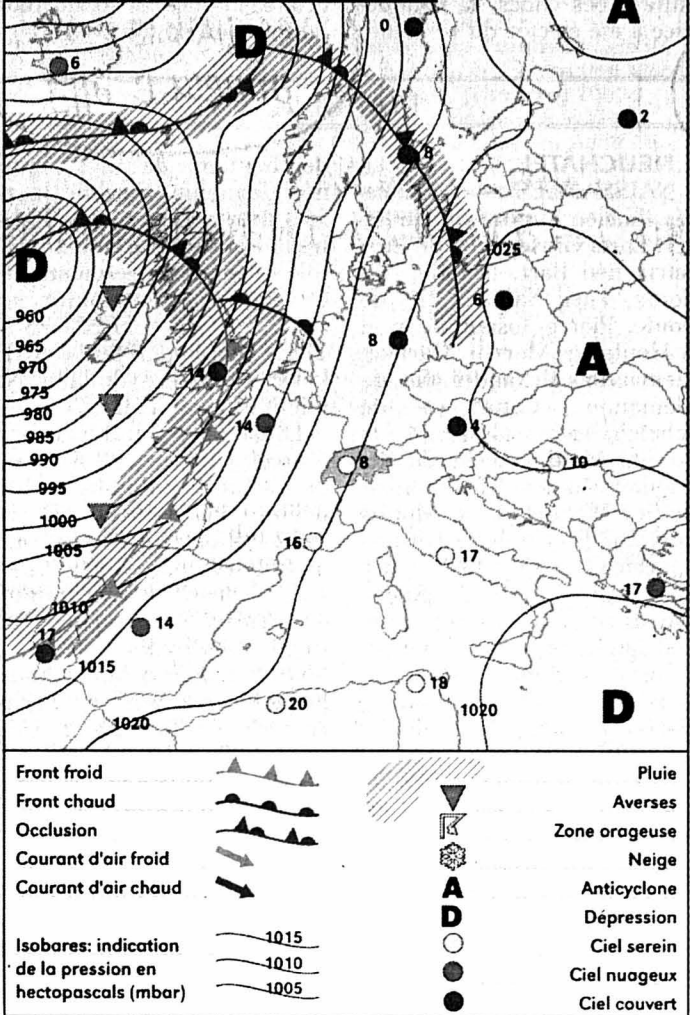 A
D
0
6
2
8
1025
D
6
960
965
970
975
980
985
990
995
1000
1005
1010
1015
1020
8
A
14
14
4
8
10
16
17
17
14
17
18
20
1020
D
Front froid
Front chaud
Occlusion
Courant d'air froid
Courant d'air chaud
Isobares: indication
de la pression en
hectopascals (mbar)
1015
1010
1005
Pluie
Averses
Zone orageuse
Neige
A Anticyclone
D Dépression
Ciel serein
Ciel nuageux
Ciel couvert